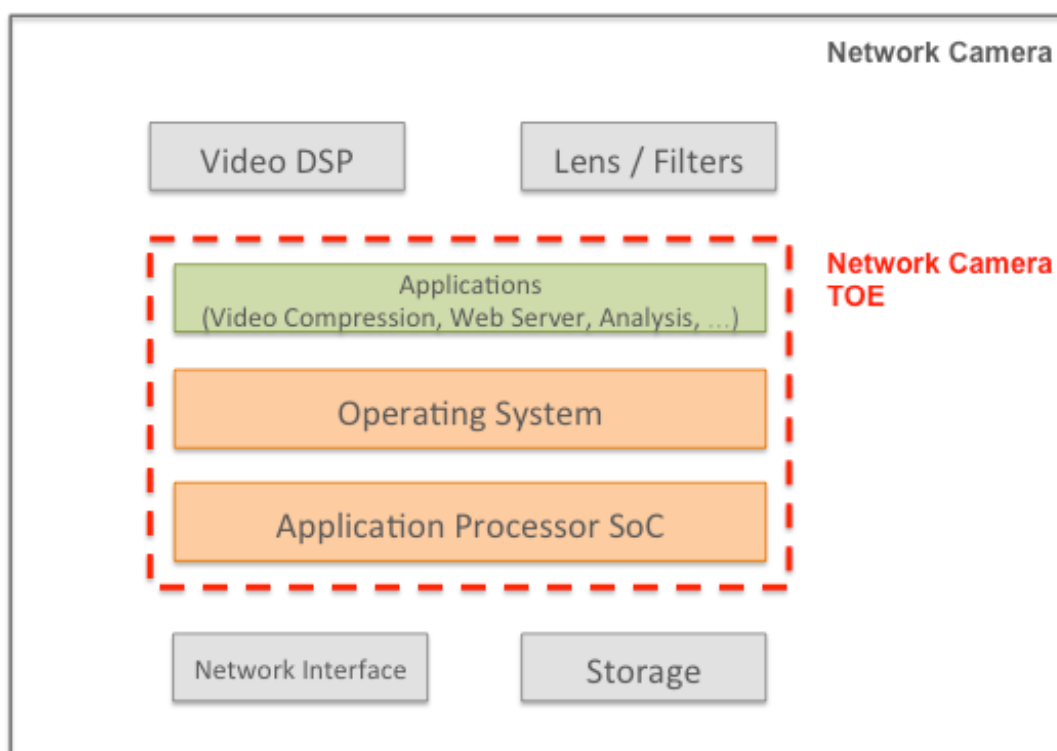 Network Camera
Video DSP
Lens / Filters
Network Camera
TOE
Applications
(Video Compression, Web Server, Analysis, ...)
Operating System
Application Processor SoC
Network Interface
Storage